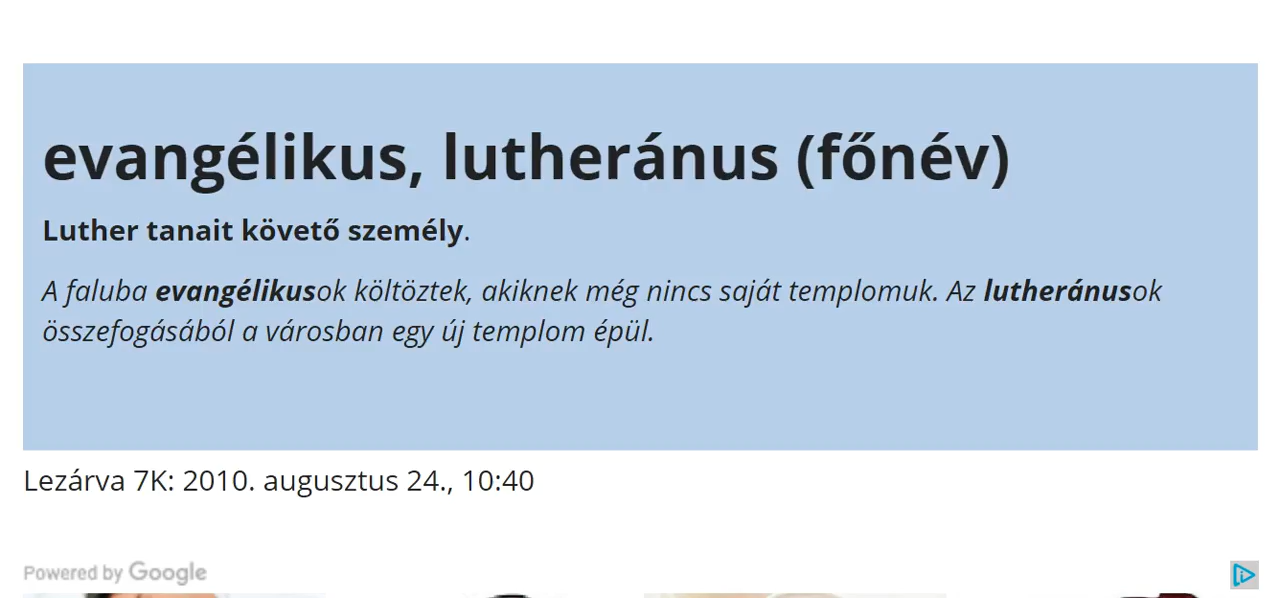 evangélikus, lutheránus (főnév)
Luther tanait követő személy.
A faluba evangélikusok költöztek, akiknek még nincs saját templomuk. Az lutheránusok
összefogásából a városban egy új templom épül.
Lezárva 7K: 2010. augusztus 24., 10:40
Powered by Google